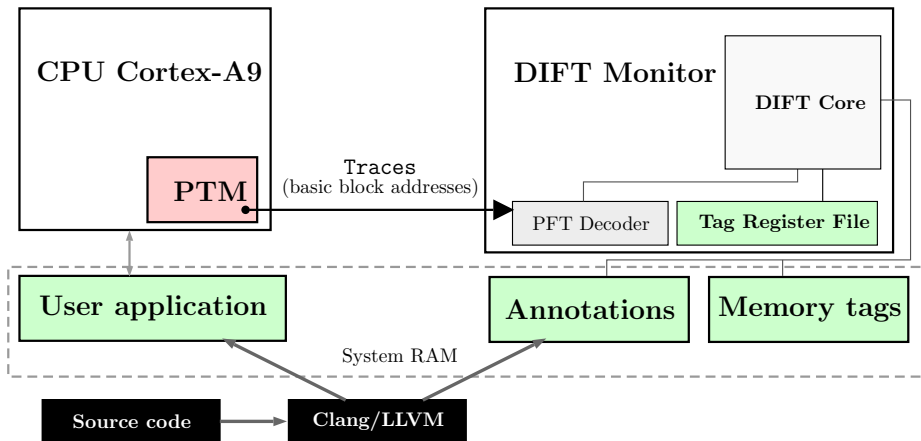 CPU Cortex-A9
DIFT Monitor
DIFT Core
Traces
(basic block addresses)
PTM
PFT Decoder
Tag Register File
User application
Annotations
Memory tags
System RAM
Source code
Clang/LLVM